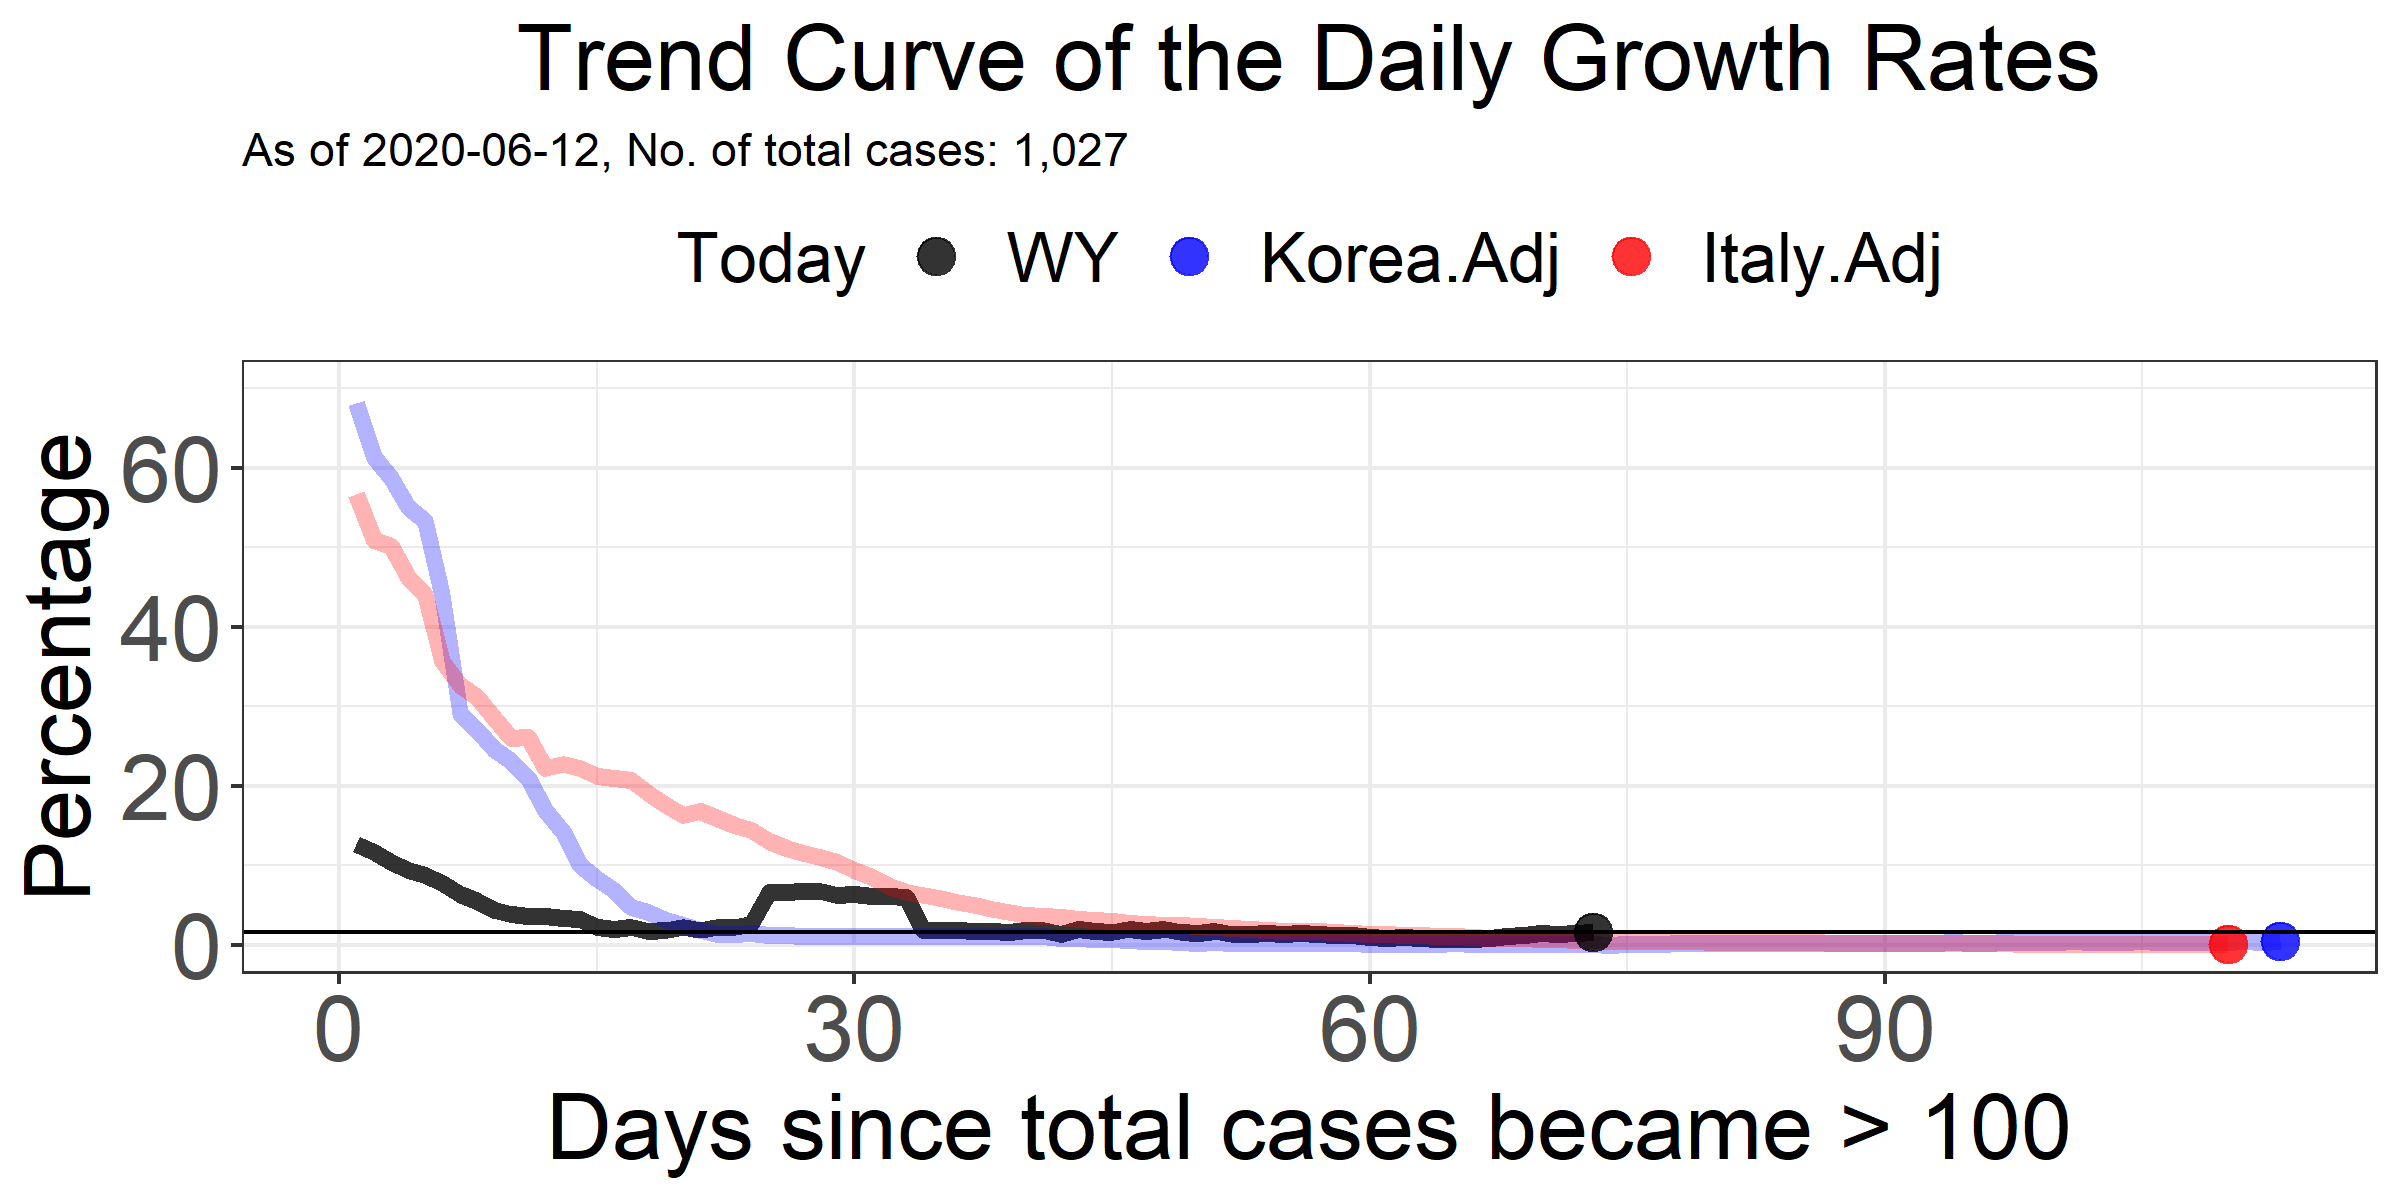 Trend Curve of the Daily Growth Rates
As of 2020-06-12, No. of total cases: 1,027
Today WY Korea.Adj Italy.Adj
Percentage
60
40
20
0
0 30 60 90
Days since total cases became > 100